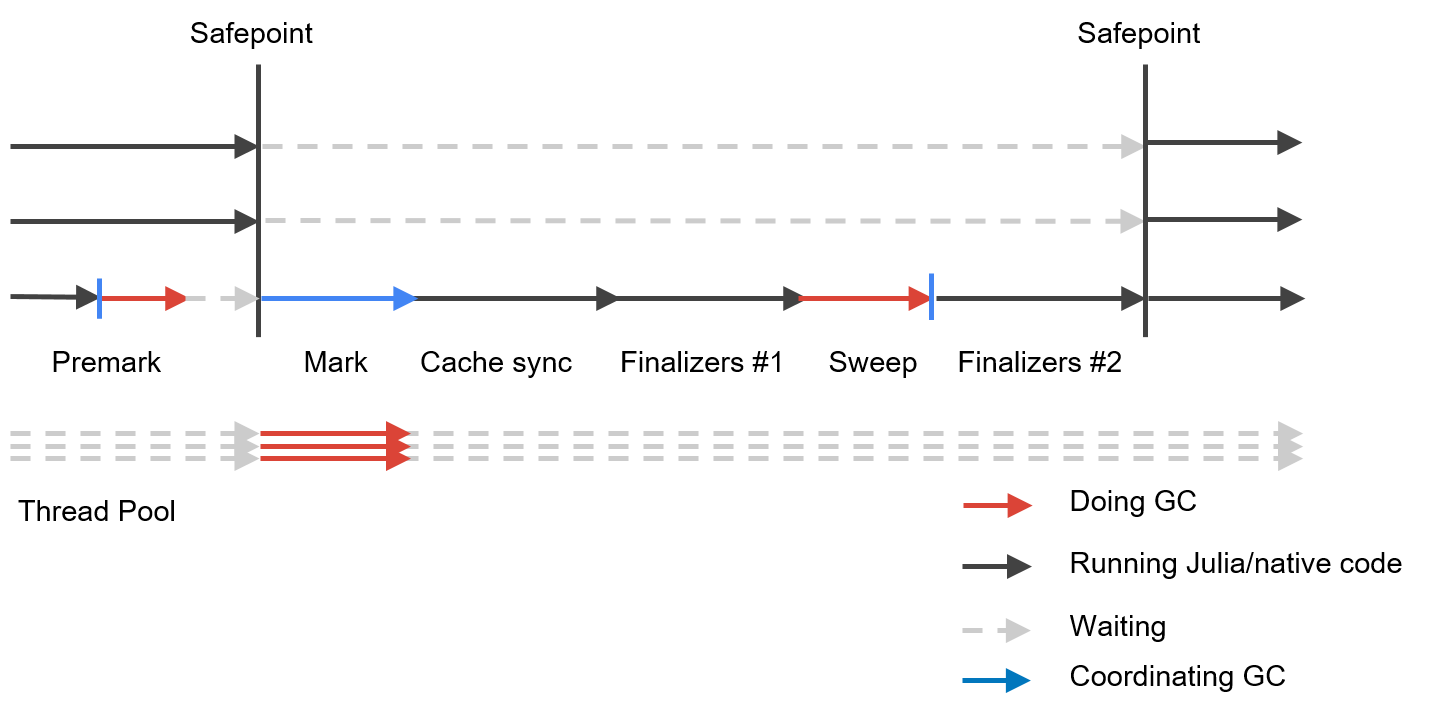 Safepoint
Safepoint
Premark
Mark
Cache sync
Finalizers #1
Sweep
Finalizers #2
Thread Pool
Doing GC
Running Julia/native code
Waiting
Coordinating GC